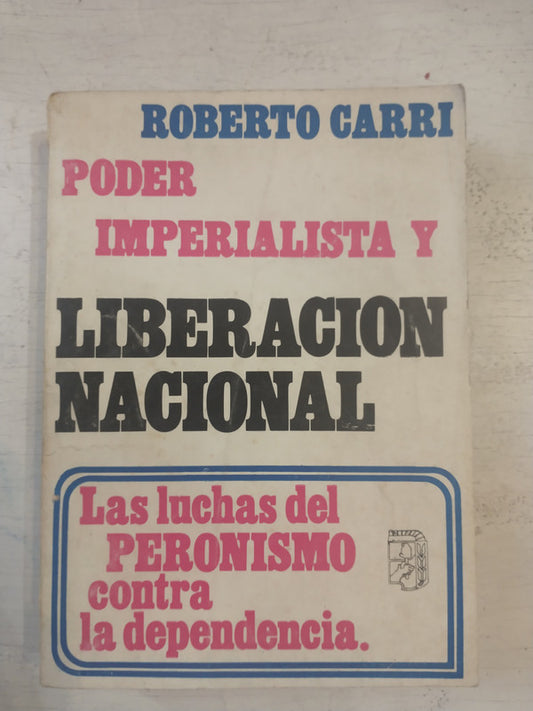 ROBERTO CARRI
PODER
IMPERIALISTA Y
LIBERACION
NACIONAL
Las luchas del
PERONISMO
contra
la dependencia.